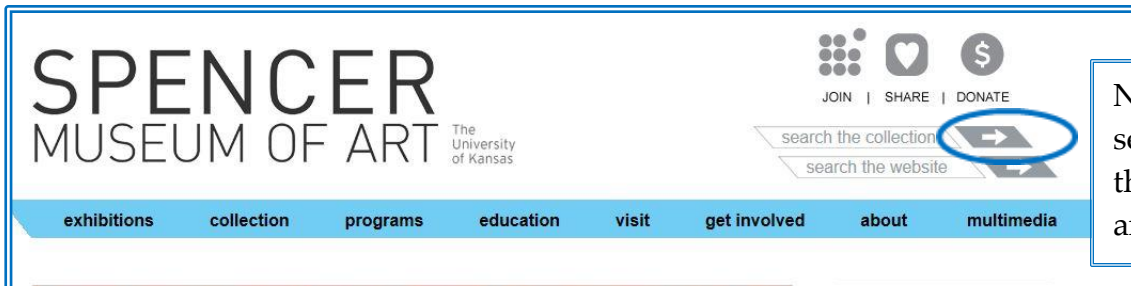 SPENCER
MUSEUM OF ART
The
University
of Kansas
$
JOIN | SHARE | DONATE
search the collection
search the website
exhibitions collection programs education visit get involved about multimedia